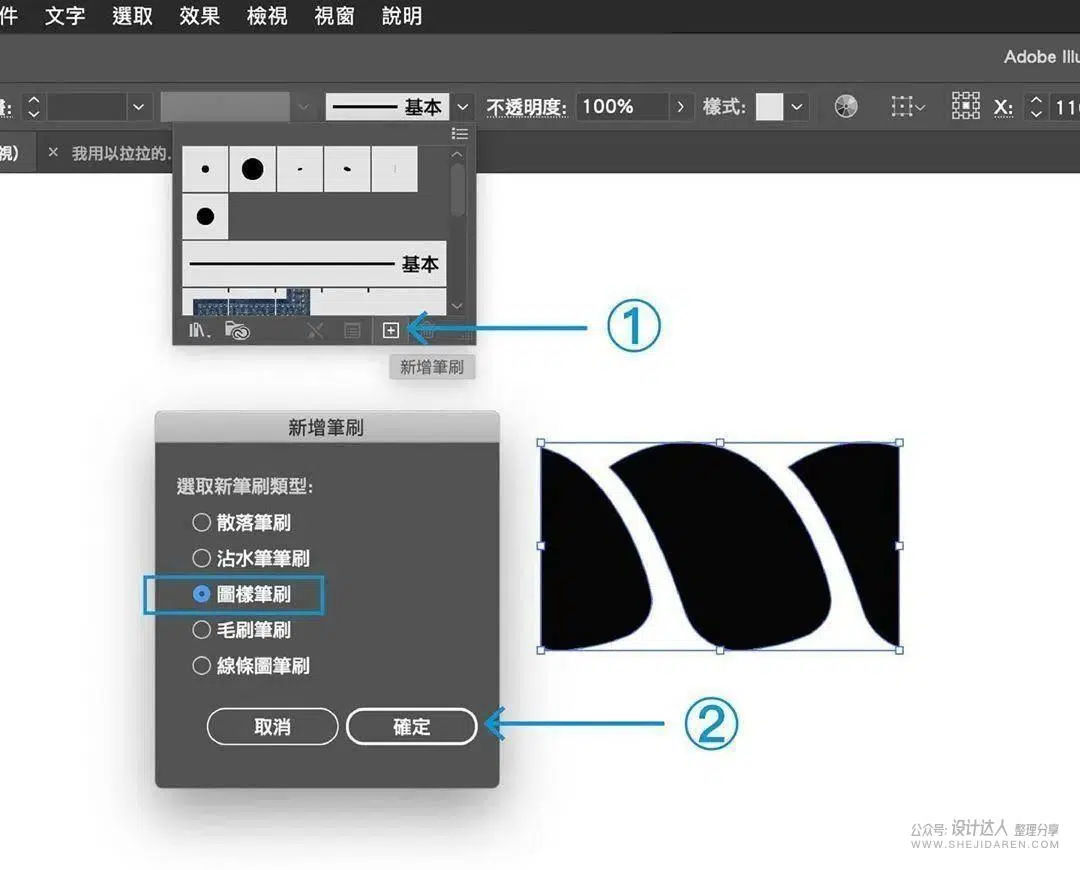 件 文字 選取 效果 檢視 視窗 說明
Adobe Illu
基本 不透明度: 100% 樣式: X: 110
視) × 我用以拉拉的.
基本
①
新增筆刷
新增筆刷
選取新筆刷類型:
散落筆刷
沾水筆筆刷
圖樣筆刷
毛刷筆刷
線條圖筆刷
取消 確定
②
公众号: 设计达人 整理分享
WWW.SHEJIDAREN.COM